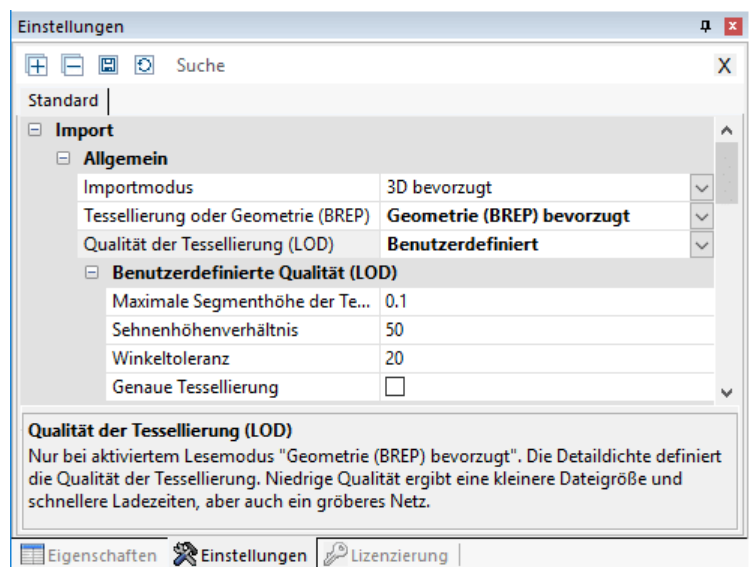 Einstellungen
Suche X
Standard
Import
Allgemein
Importmodus 3D bevorzugt
Tessellierung oder Geometrie (BREP) Geometrie (BREP) bevorzugt
Qualität der Tessellierung (LOD) Benutzerdefiniert
Benutzerdefinierte Qualität (LOD)
Maximale Segmenthöhe der Te... 0.1
Sehnenhöhenverhältnis 50
Winkeltoleranz 20
Genaue Tessellierung
Qualität der Tessellierung (LOD)
Nur bei aktiviertem Lesemodus "Geometrie (BREP) bevorzugt". Die Detaildichte definiert
die Qualität der Tessellierung. Niedrige Qualität ergibt eine kleinere Dateigröße und
schnellere Ladezeiten, aber auch ein gröberes Netz.
Eigenschaften Einstellungen Lizenzierung